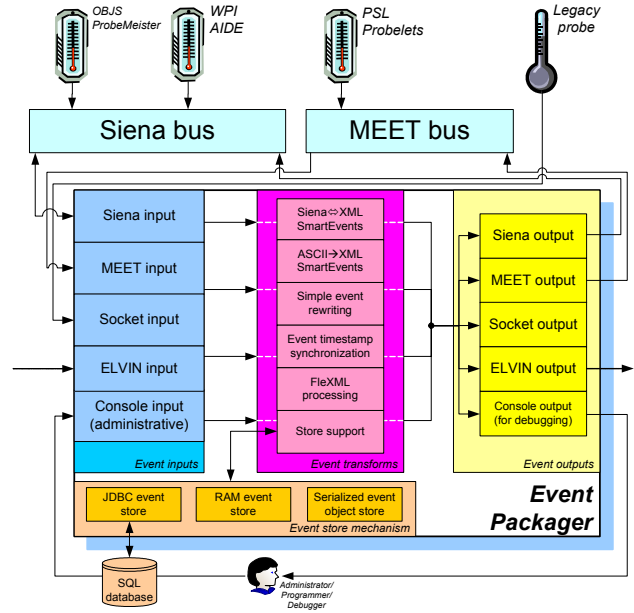 OBJS
ProbeMeister
WPI
AIDE
PSL
Probelets
Legacy
probe
Siena bus
MEET bus
Siena input
MEET input
Socket input
ELVIN input
Console input
(administrative)
Event inputs
Siena⇔XML
SmartEvents
ASCII→XML
SmartEvents
Simple event
rewriting
Event timestamp
synchronization
FleXML
processing
Store support
Event transforms
Siena output
MEET output
Socket output
ELVIN output
Console output
(for debugging)
Event outputs
JDBC event
store
RAM event
store
Serialized event
object store
Event store mechanism
Event
Packager
SQL
database
Administrator/
Programmer/
Debugger